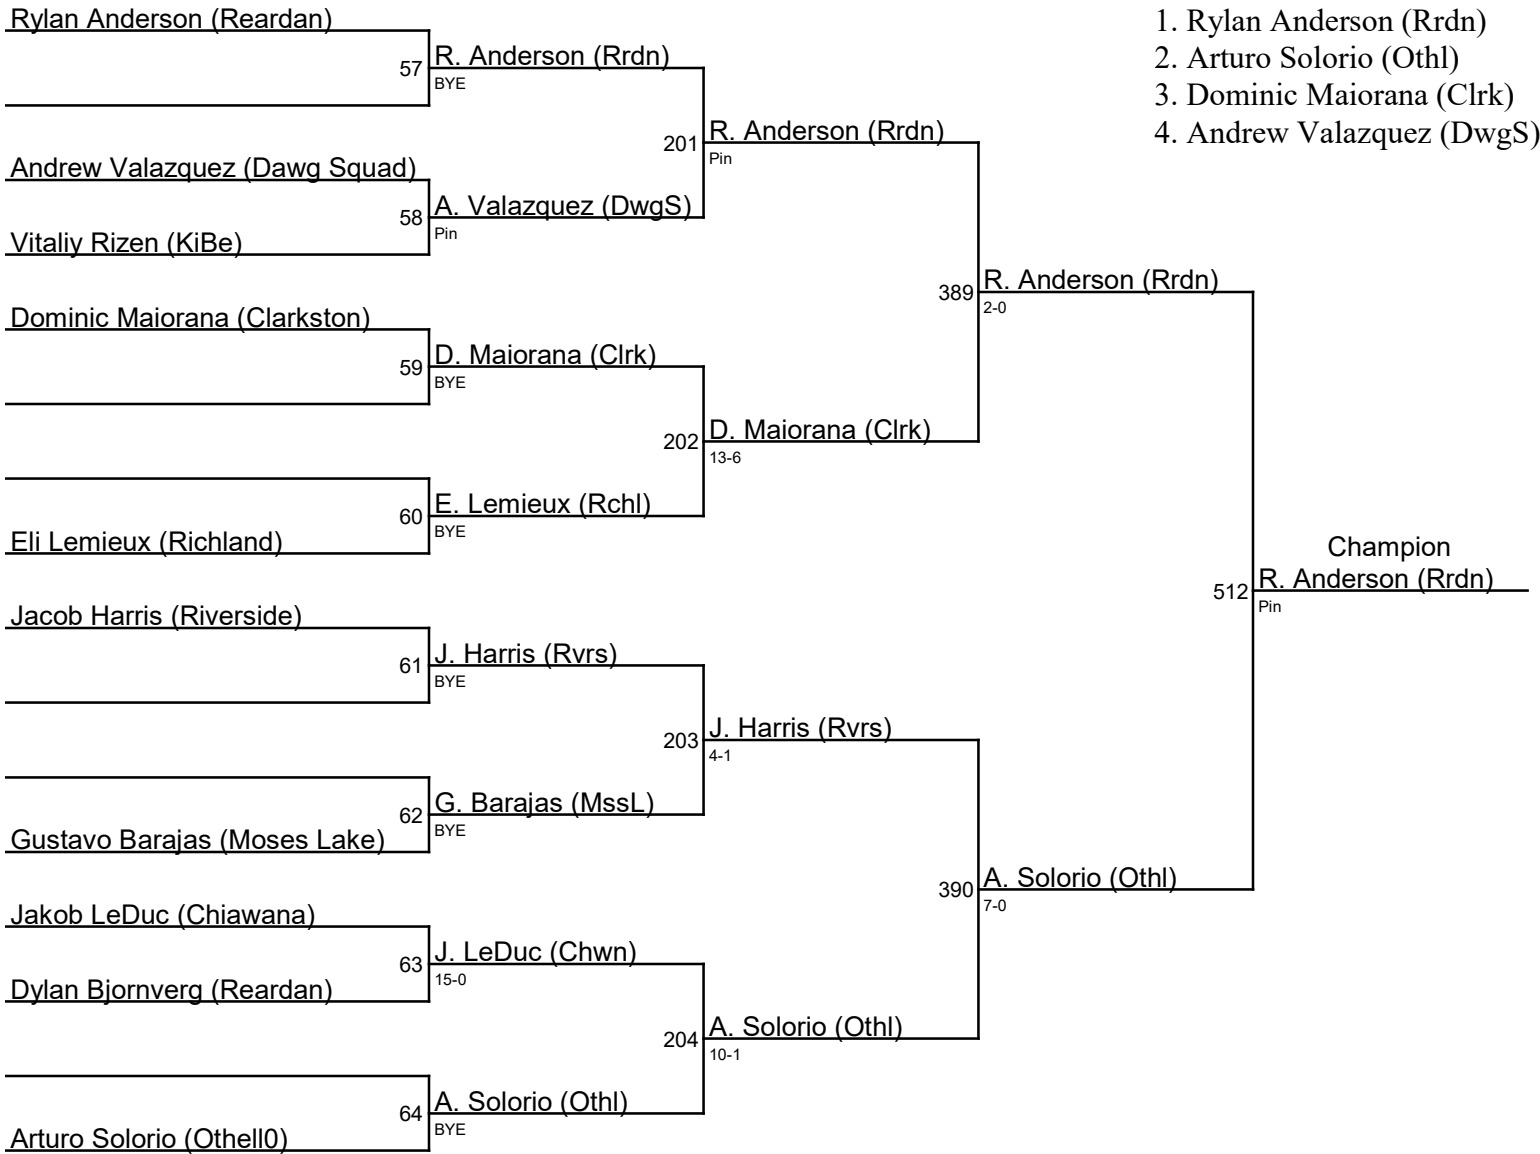 Rylan Anderson (Reardan)
57
R. Anderson (Rrdn)
BYE
Andrew Valazquez (Dawg Squad)
58
A. Valazquez (DwgS)
Pin
Vitaliy Rizen (KiBe)
201
R. Anderson (Rrdn)
Pin
Dominic Maiorana (Clarkston)
59
D. Maiorana (Clrk)
BYE
202
D. Maiorana (Clrk)
13-6
60
E. Lemieux (Rchl)
BYE
Eli Lemieux (Richland)
389
R. Anderson (Rrdn)
2-0
Jacob Harris (Riverside)
61
J. Harris (Rvrs)
BYE
203
J. Harris (Rvrs)
4-1
62
G. Barajas (MssL)
BYE
Gustavo Barajas (Moses Lake)
Jakob LeDuc (Chiawana)
63
J. LeDuc (Chwn)
15-0
Dylan Bjornverg (Reardan)
204
A. Solorio (Othl)
10-1
64
A. Solorio (Othl)
BYE
Arturo Solorio (Othell0)
390
A. Solorio (Othl)
7-0
Champion
512
R. Anderson (Rrdn)
Pin
1. Rylan Anderson (Rrdn)
2. Arturo Solorio (Othl)
3. Dominic Maiorana (Clrk)
4. Andrew Valazquez (DwgS)